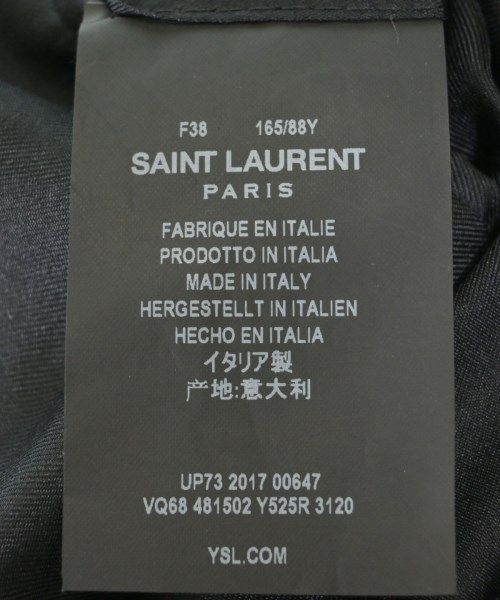 F38 165/88Y
SAINT LAURENT
PARIS
FABRIQUE EN ITALIE
PRODOTTO IN ITALIA
MADE IN ITALY
HERGESTELLT IN ITALIEN
HECHO EN ITALIA
イタリア製
产地:意大利
UP73 2017 00647
VQ68 481502 Y525R 3120
YSL.COM